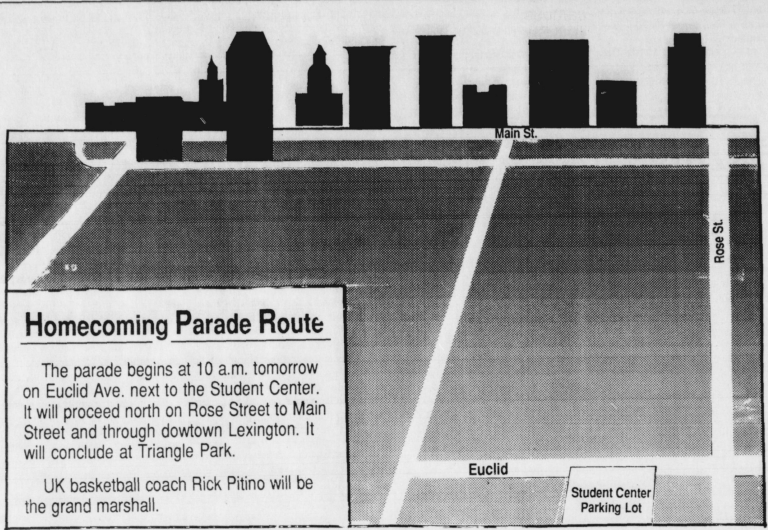 Main St.
Rose St.
Homecoming Parade Route
The parade begins at 10 a.m. tomorrow
on Euclid Ave. next to the Student Center.
It will proceed north on Rose Street to Main
Street and through dowtown Lexington. It
will conclude at Triangle Park.
UK basketball coach Rick Pitino will be
the grand marshall.
Euclid
Student Center
Parking Lot